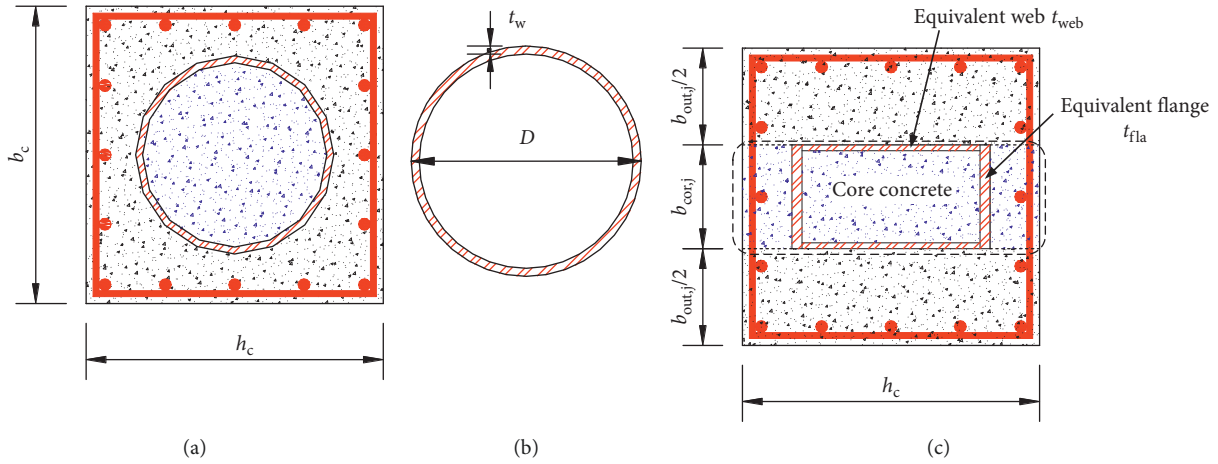 b_c
h_c
(a)
t_w
D
(b)
Equivalent web t_web
Equivalent flange
t_fla
b_out,j/2
b_cor,j
b_out,j/2
Core concrete
h_c
(c)